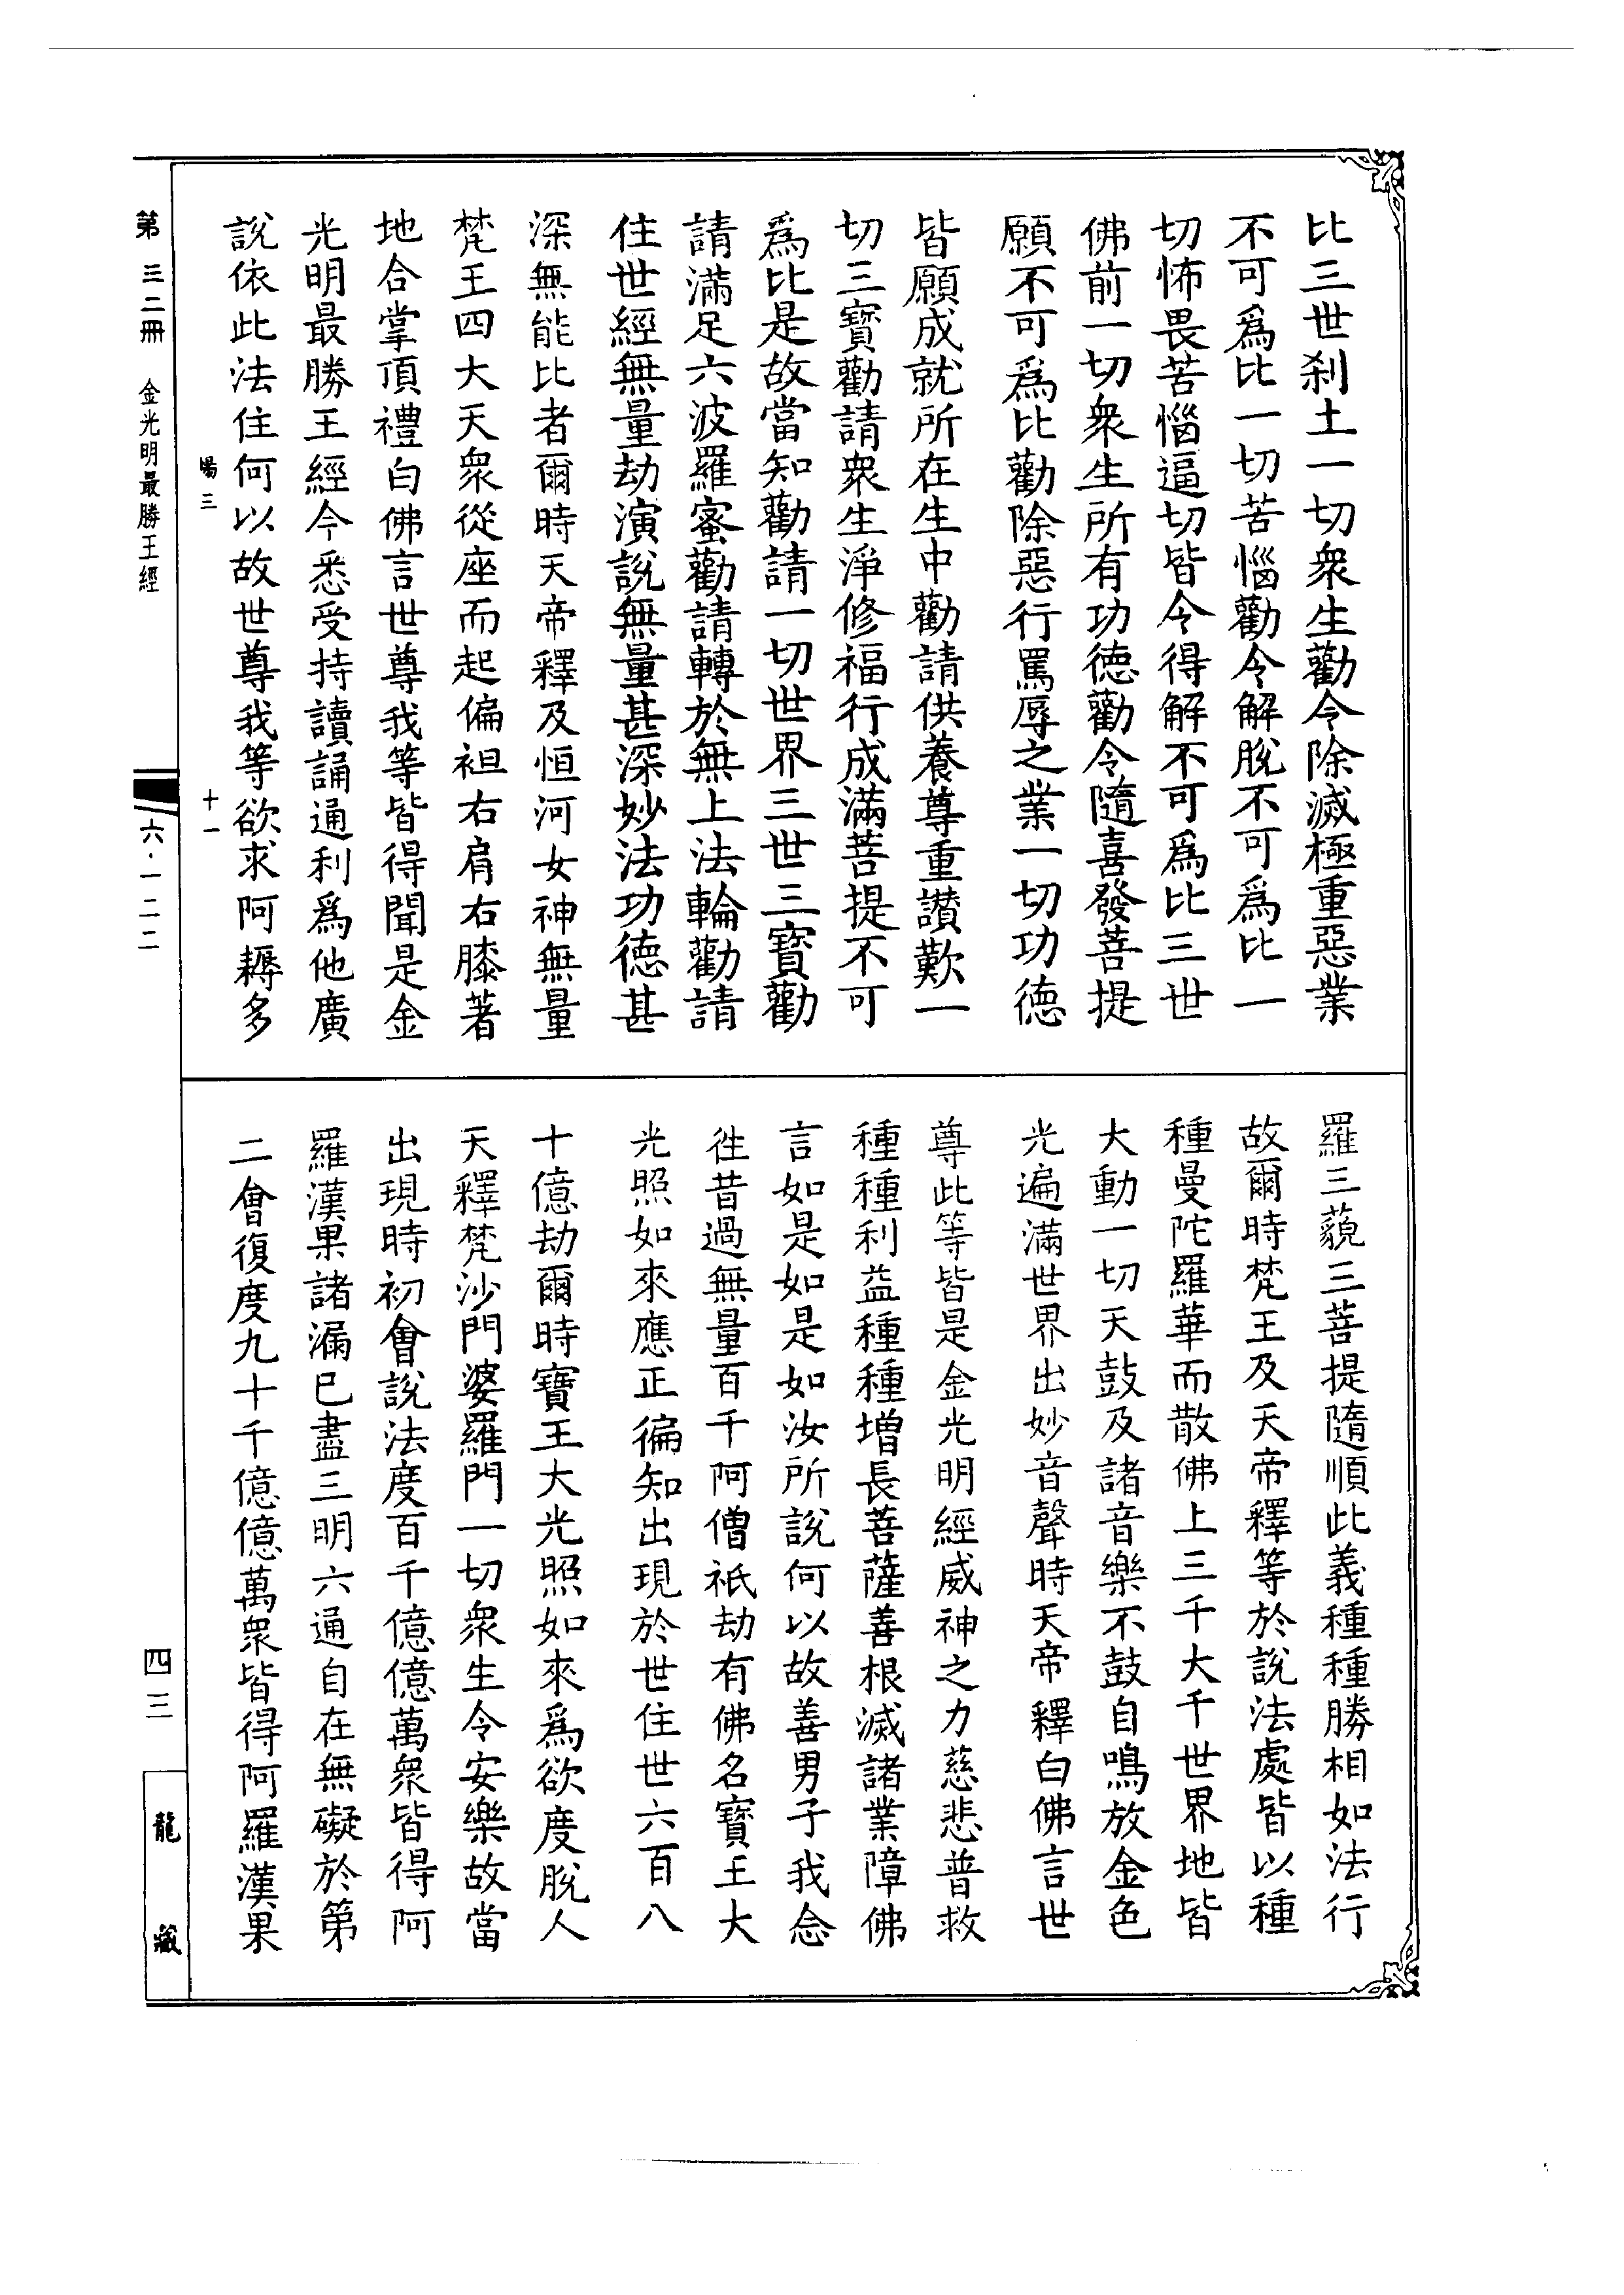 比三世刹土一切衆生勸令除滅極重惡業
不可爲比一切苦惱勸令解脫不可爲比一
切怖畏苦惱逼切皆令得解不可爲比三世
佛前一切衆生所有功德勸令隨喜發菩提
願不可爲比勸除惡行罵辱之業一切功德
皆願成就所在生中勸請供養尊重讚歎一
切三寶勸請衆生淨修福行成滿菩提不可
爲比是故當知勸請一切世界三世三寶勸
請滿足六波羅蜜勸請轉於無上法輪勸請
住世經無量劫演說無量甚深妙法功德甚
深無能比者爾時天帝釋及恒河女神無量
梵王四大天衆從座而起偏袒右肩右膝著
地合掌頂禮白佛言世尊我等皆得聞是金
光明最勝王經今悉受持讀誦通利爲他廣
說依此法住何以故世尊我等欲求阿耨多
羅三藐三菩提隨順此義種種勝相如法行
故爾時梵王及天帝釋等於說法處皆以種
種曼陀羅華而散佛上三千大千世界地皆
大動一切天鼓及諸音樂不鼓自鳴放金色
光遍滿世界出妙音聲時天帝釋白佛言世
尊此等皆是金光明經威神之力慈悲普救
種種利益種種增長菩薩善根滅諸業障佛
言如是如是如汝所說何以故善男子我念
徃昔過無量百千阿僧祇劫有佛名寶王大
光照如來應正徧知出現於世住世六百八
十億劫爾時寶王大光照如來爲欲度脫人
天釋梵沙門婆羅門一切衆生令安樂故當
出現時初會說法度百千億億萬衆皆得阿
羅漢果諸漏已盡三明六通自在無礙於第
二會復度九十千億億萬衆皆得阿羅漢果
塲三 十一
第三二冊 金光明最勝王經 六·一二二 四三 龍藏